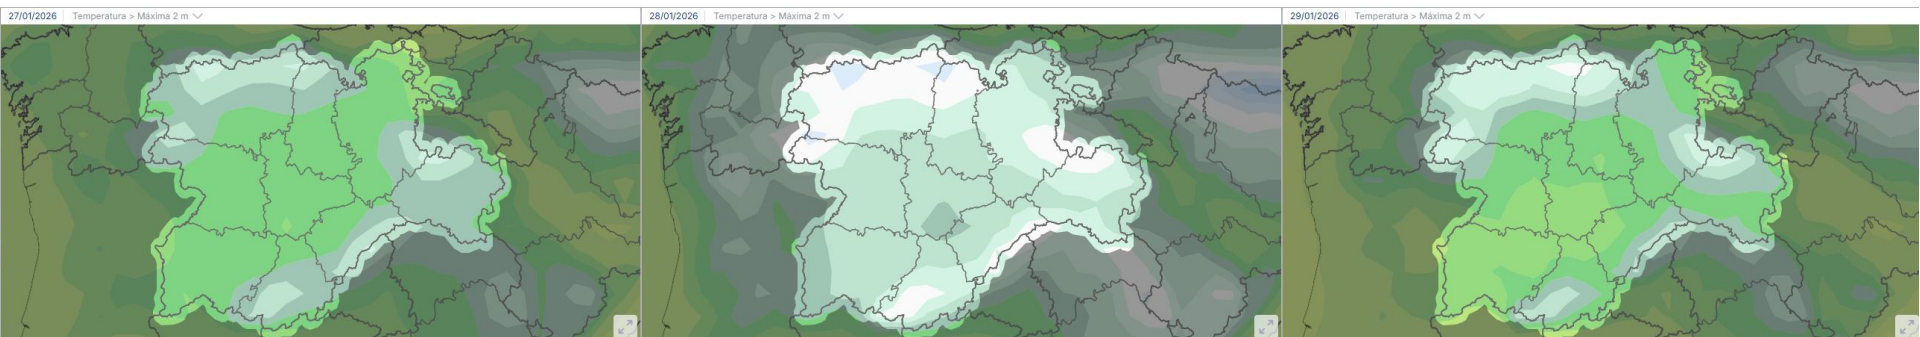 27/01/2026 Temperatura > Máxima 2 m
28/01/2026 Temperatura > Máxima 2 m
29/01/2026 Temperatura > Máxima 2 m